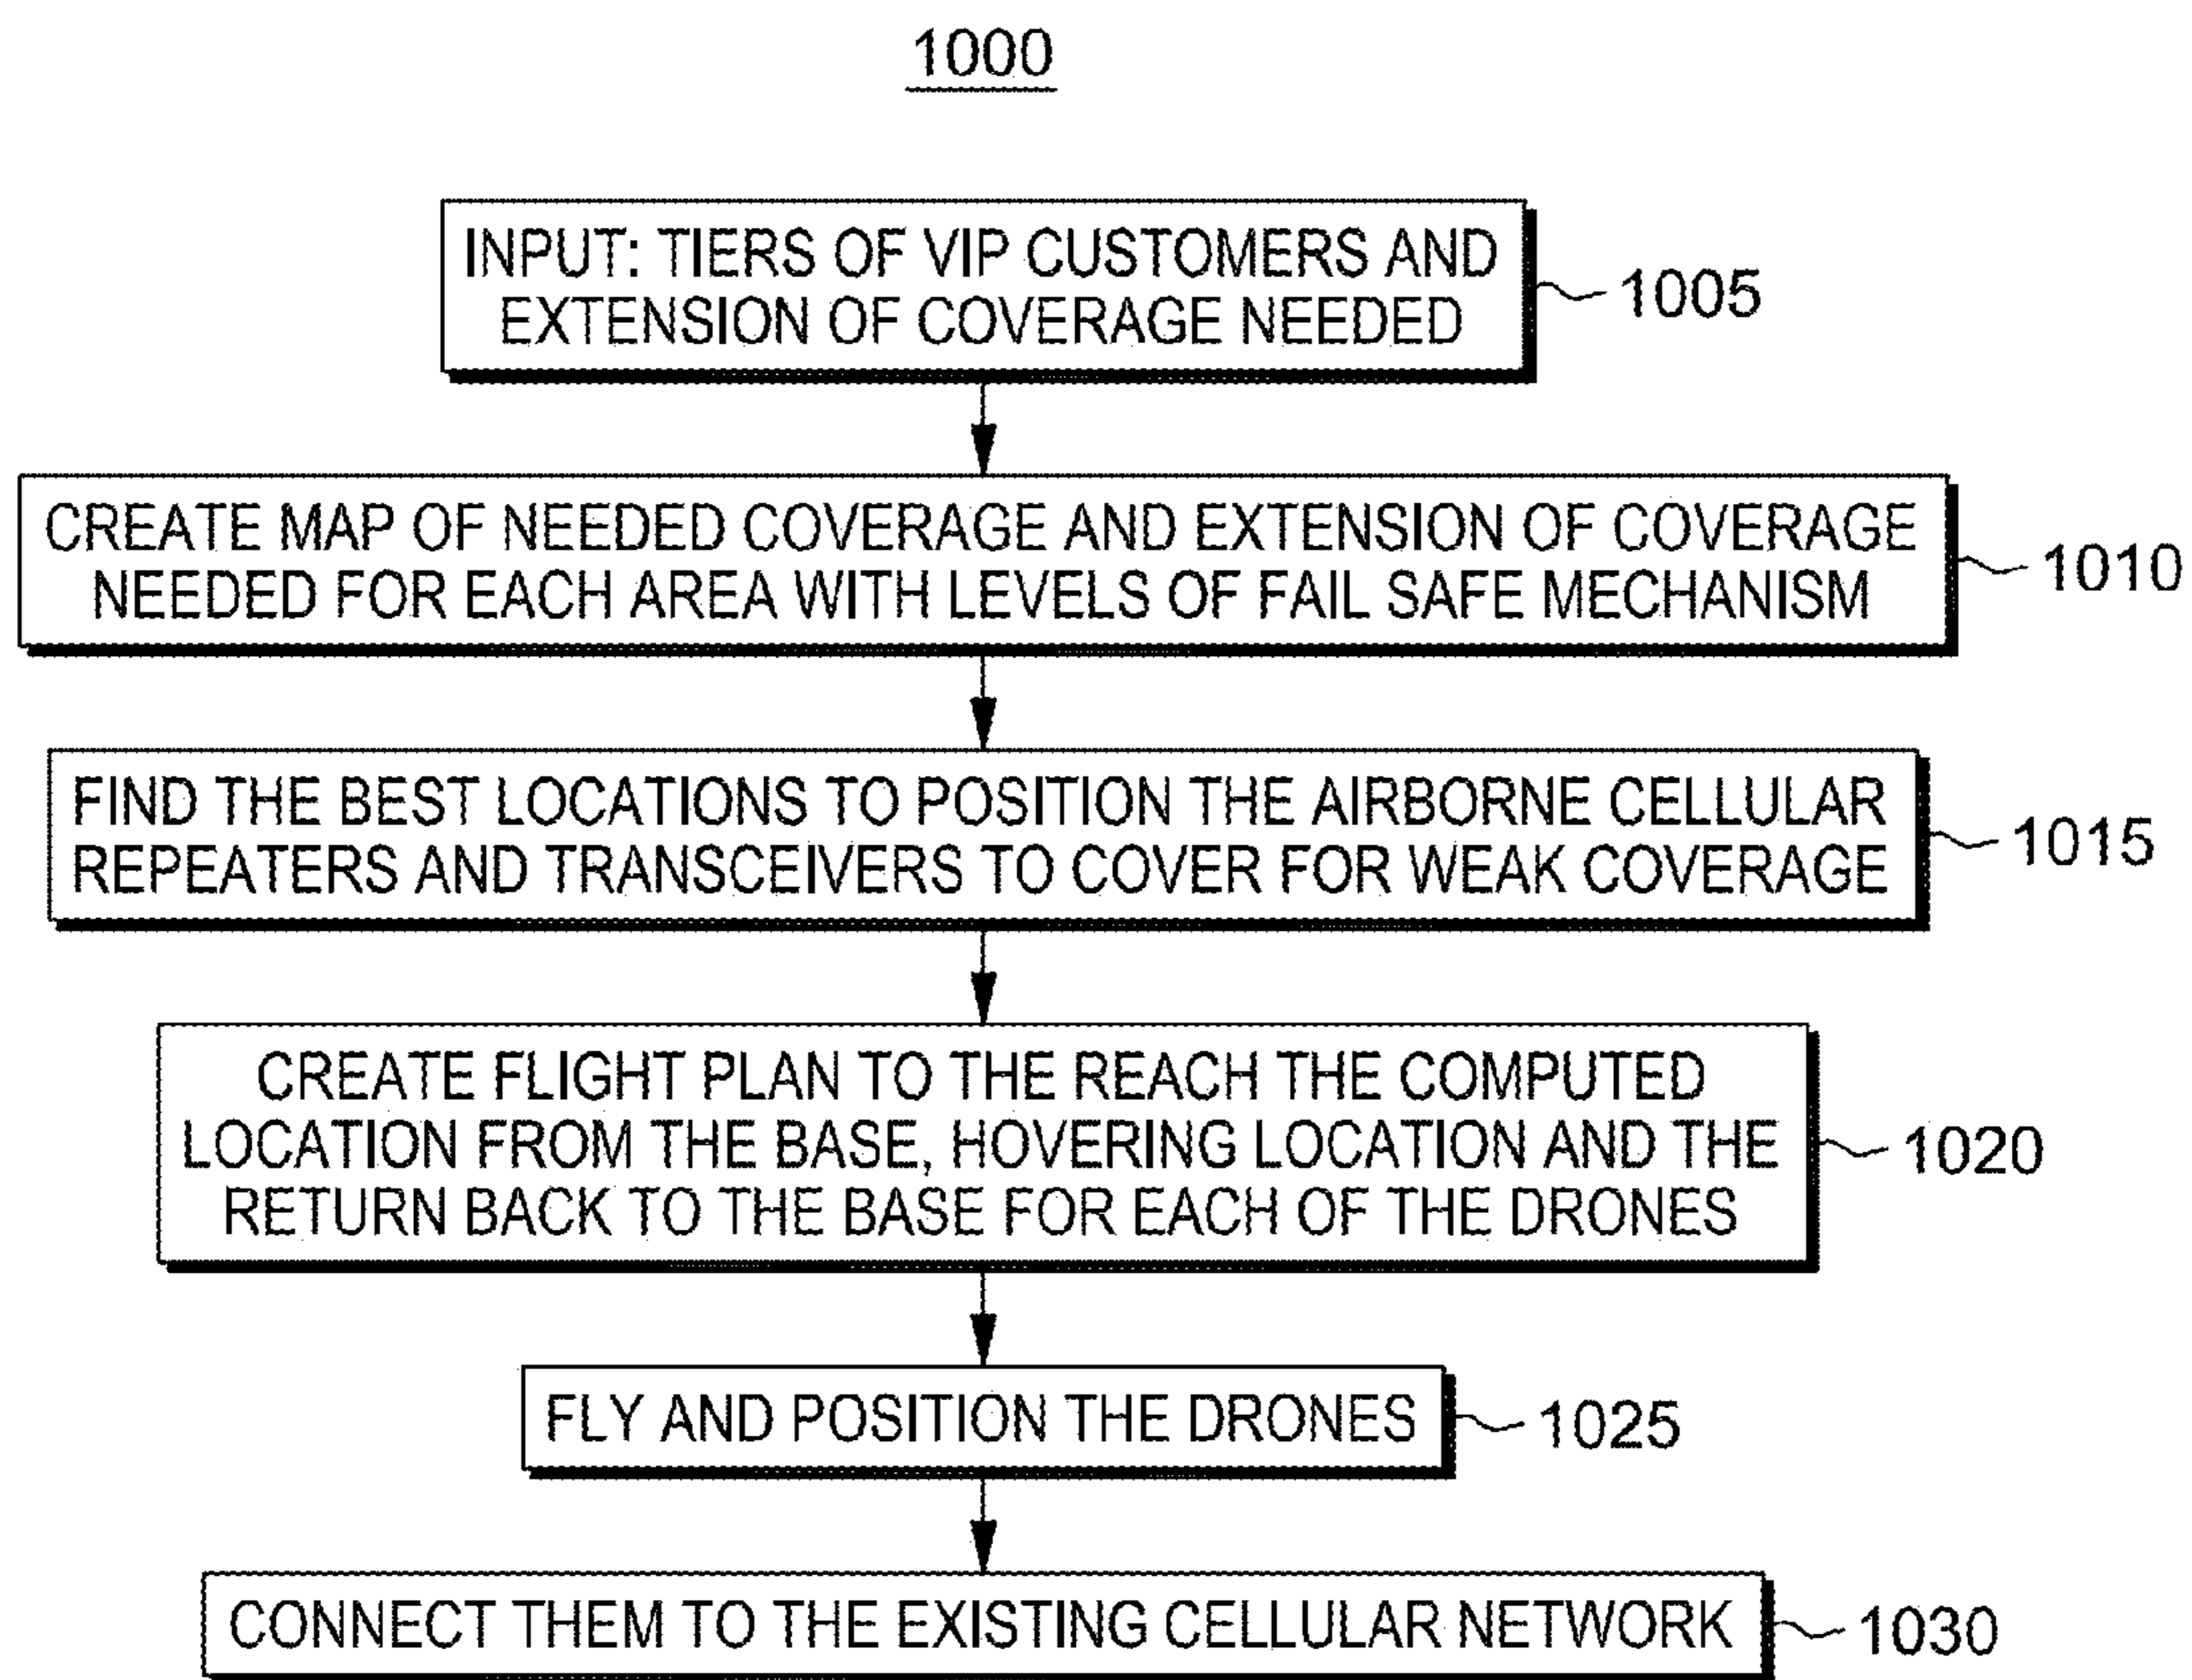 1000
INPUT: TIERS OF VIP CUSTOMERS AND
EXTENSION OF COVERAGE NEEDED
1005
CREATE MAP OF NEEDED COVERAGE AND EXTENSION OF COVERAGE
NEEDED FOR EACH AREA WITH LEVELS OF FAIL SAFE MECHANISM
1010
FIND THE BEST LOCATIONS TO POSITION THE AIRBORNE CELLULAR
REPEATERS AND TRANSCEIVERS TO COVER FOR WEAK COVERAGE
1015
CREATE FLIGHT PLAN TO THE REACH THE COMPUTED
LOCATION FROM THE BASE, HOVERING LOCATION AND THE
RETURN BACK TO THE BASE FOR EACH OF THE DRONES
1020
FLY AND POSITION THE DRONES
1025
CONNECT THEM TO THE EXISTING CELLULAR NETWORK
1030